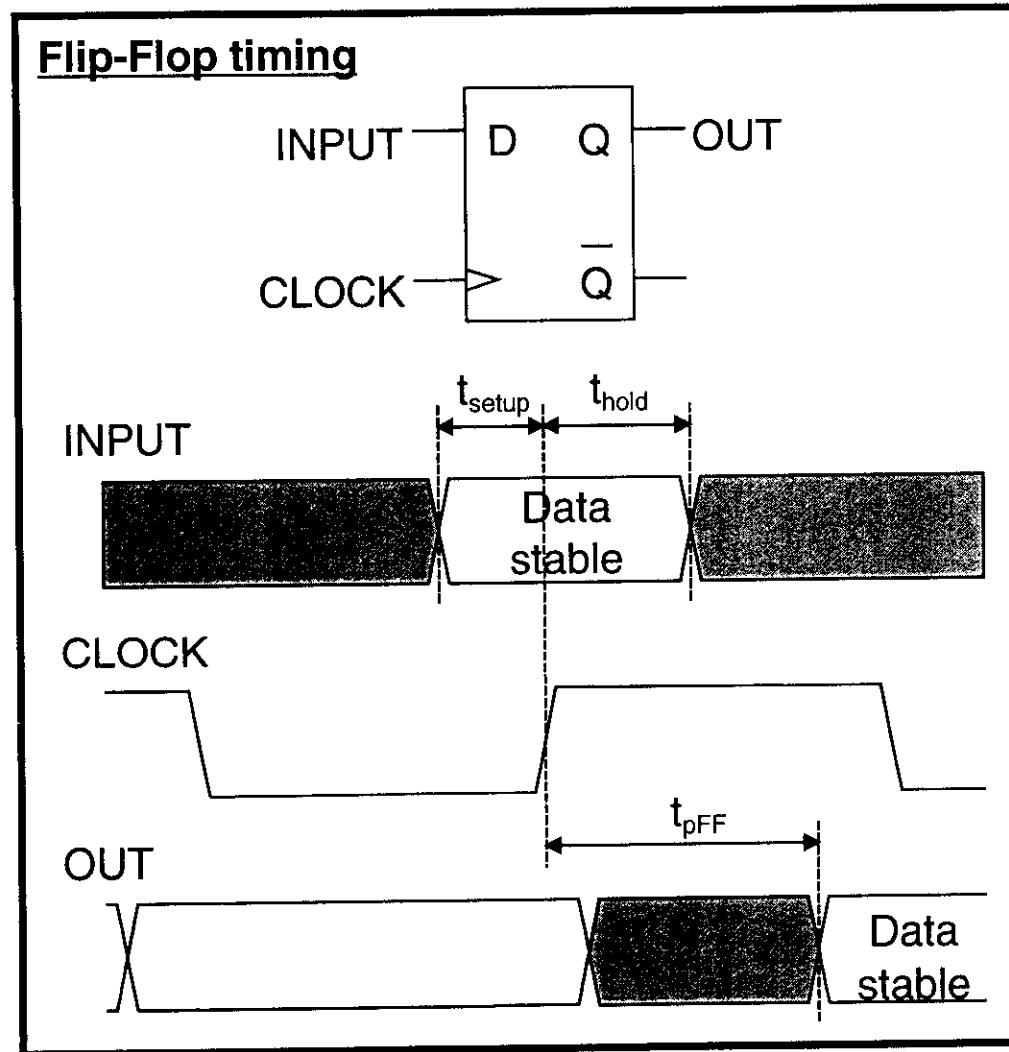 Flip-Flop timing
INPUT D Q OUT
CLOCK Q
t_setup t_hold
INPUT
Data
stable
CLOCK
t_pFF
OUT
Data
stable